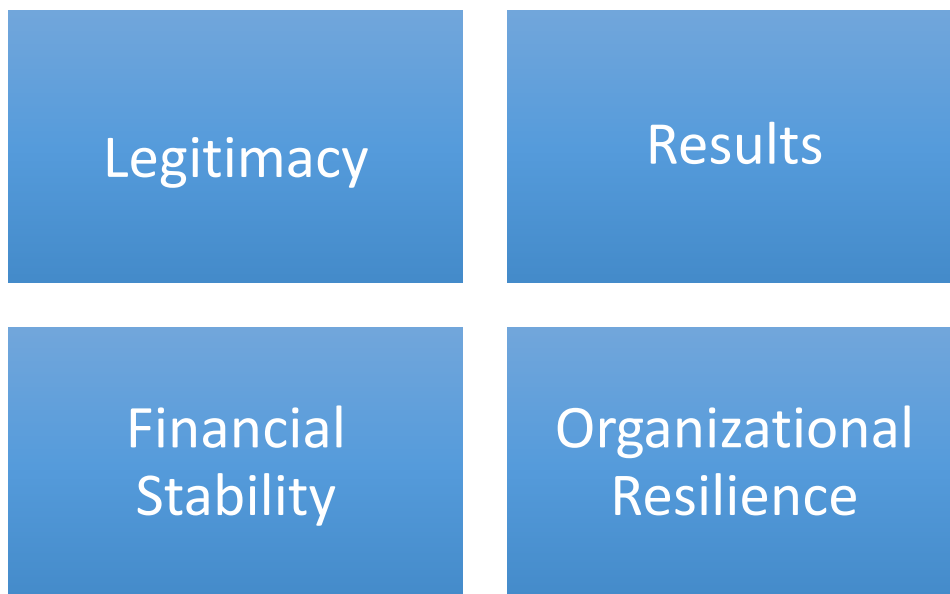 Legitimacy
Results
Financial
Stability
Organizational
Resilience